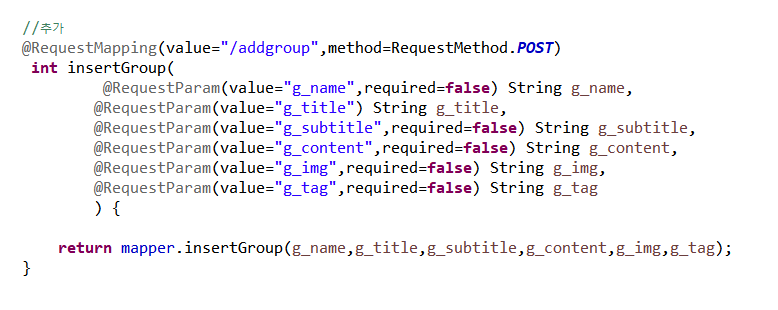 //추가
@RequestMapping(value="/addgroup",method=RequestMethod.POST)
int insertGroup(
@RequestParam(value="g_name",required=false) String g_name,
@RequestParam(value="g_title") String g_title,
@RequestParam(value="g_subtitle",required=false) String g_subtitle,
@RequestParam(value="g_content",required=false) String g_content,
@RequestParam(value="g_img",required=false) String g_img,
@RequestParam(value="g_tag",required=false) String g_tag
) {
return mapper.insertGroup(g_name,g_title,g_subtitle,g_content,g_img,g_tag);
}